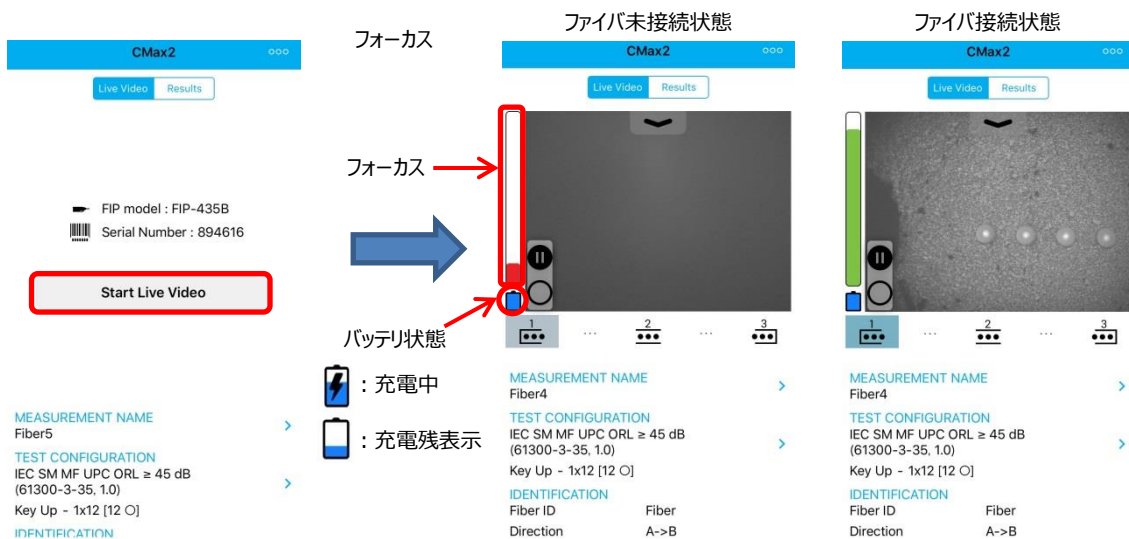 CMax2
Live Video Results
FIP model : FIP-435B
Serial Number : 894616
Start Live Video
MEASUREMENT NAME
Fiber5
TEST CONFIGURATION
IEC SM MF UPC ORL ≥ 45 dB
(61300-3-35, 1.0)
Key Up - 1x12 [12 O]
IDENTIFICATION
フォーカス
フォーカス
バッテリ状態
：充電中
：充電残表示
ファイバ未接続状態
CMax2
Live Video Results
1 ... 2 ... 3
MEASUREMENT NAME
Fiber4
TEST CONFIGURATION
IEC SM MF UPC ORL ≥ 45 dB
(61300-3-35, 1.0)
Key Up - 1x12 [12 O]
IDENTIFICATION
Fiber ID Fiber
Direction A->B
ファイバ接続状態
CMax2
Live Video Results
1 ... 2 ... 3
MEASUREMENT NAME
Fiber4
TEST CONFIGURATION
IEC SM MF UPC ORL ≥ 45 dB
(61300-3-35, 1.0)
Key Up - 1x12 [12 O]
IDENTIFICATION
Fiber ID Fiber
Direction A->B